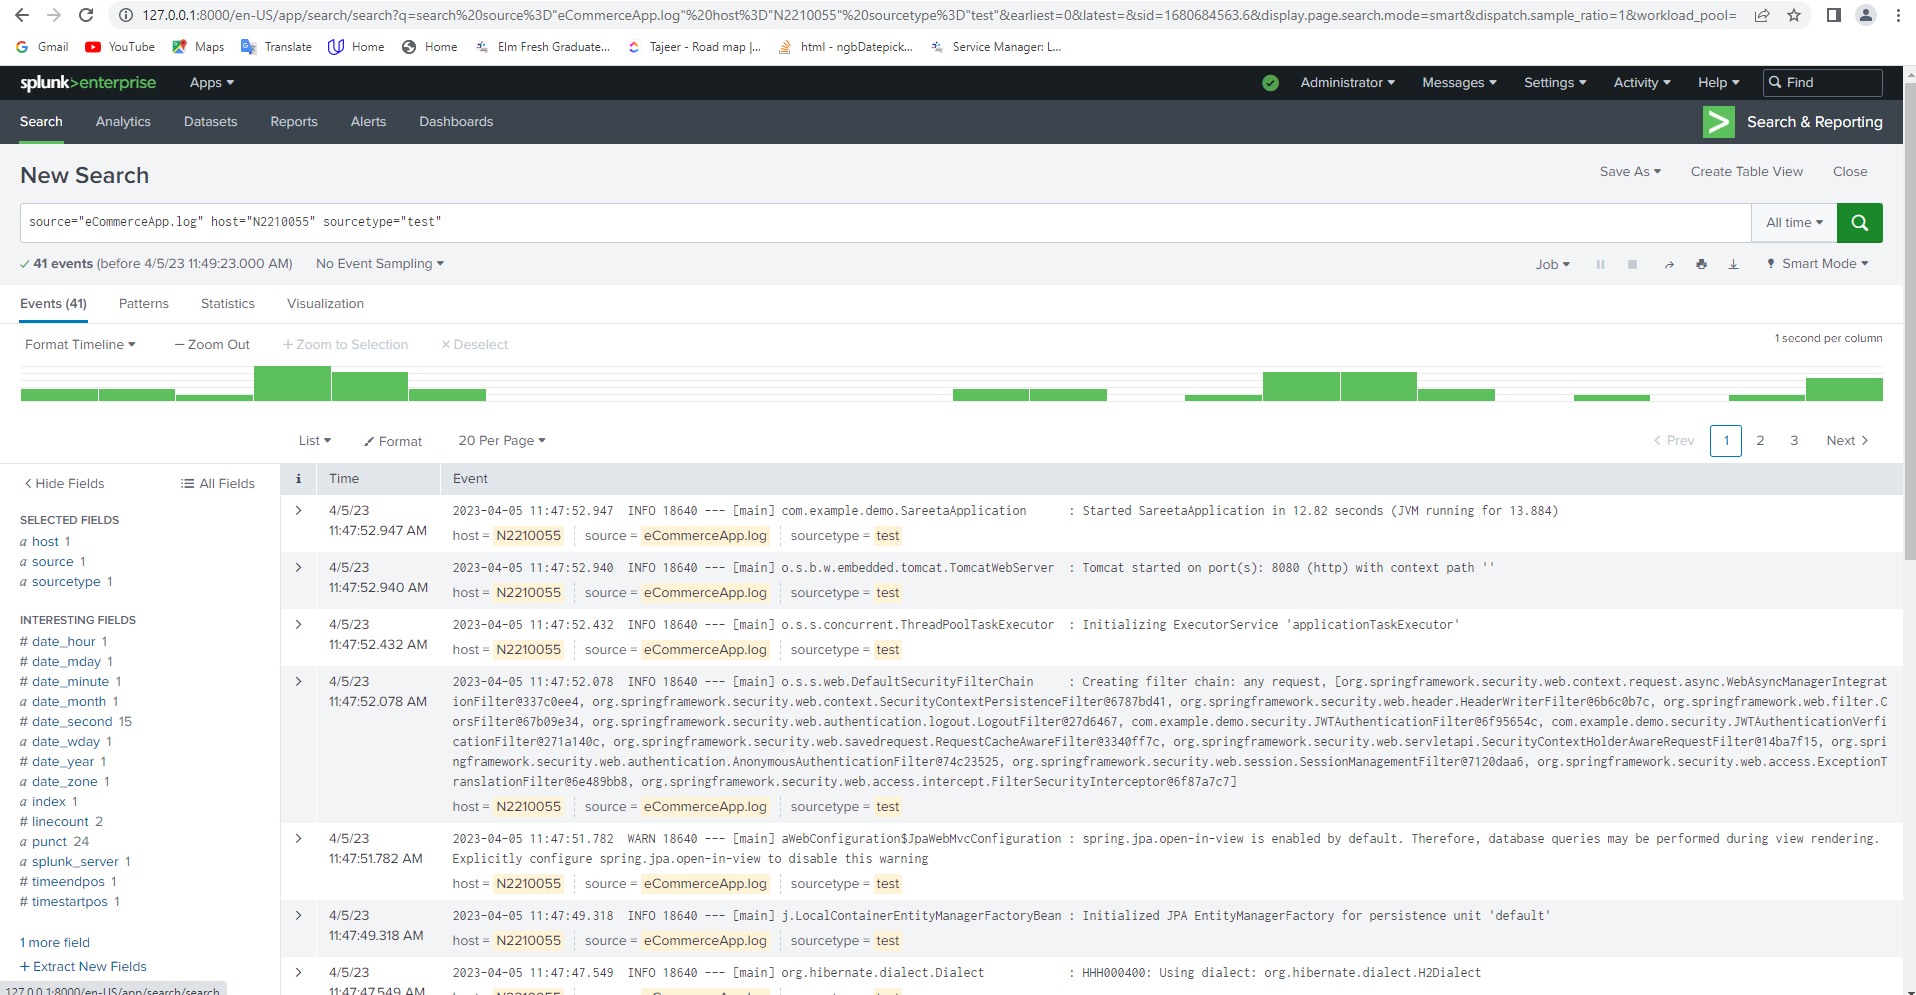 127.0.0.1:8000/en-US/app/search/search?q=search%20source%3D"eCommerceApp.log"%20host%3D"N2210055"%20sourcetype%3D"test"&earliest=0&latest=&sid=1680684563.6&display.page.search.mode=smart&dispatch.sample_ratio=1&workload_pool=
Gmail YouTube Maps Translate Home Home Elm Fresh Graduate... Tajeer - Road map |... html - ngbDatepick... Service Manager: L...
splunk>enterprise Apps Administrator Messages Settings Activity Help Find
Search Analytics Datasets Reports Alerts Dashboards Search & Reporting
New Search Save As Create Table View Close
source="eCommerceApp.log" host="N2210055" sourcetype="test" All time
41 events (before 4/5/23 11:49:23.000 AM) No Event Sampling Job Smart Mode
Events (41) Patterns Statistics Visualization
Format Timeline — Zoom Out + Zoom to Selection × Deselect 1 second per column
List Format 20 Per Page < Prev 1 2 3 Next >
< Hide Fields All Fields
SELECTED FIELDS
a host 1
a source 1
a sourcetype 1
INTERESTING FIELDS
# date_hour 1
# date_mday 1
# date_minute 1
a date_month 1
# date_second 15
a date_wday 1
# date_year 1
a date_zone 1
a index 1
# linecount 2
a punct 24
a splunk_server 1
# timeendpos 1
# timestartpos 1
1 more field
+ Extract New Fields
127.0.0.1:8000/en-US/app/search/search
i Time Event
4/5/23 2023-04-05 11:47:52.947 INFO 18640 --- [main] com.example.demo.SareetaApplication : Started SareetaApplication in 12.82 seconds (JVM running for 13.884)
11:47:52.947 AM host = N2210055 source = eCommerceApp.log sourcetype = test
4/5/23 2023-04-05 11:47:52.940 INFO 18640 --- [main] o.s.b.w.embedded.tomcat.TomcatWebServer : Tomcat started on port(s): 8080 (http) with context path ''
11:47:52.940 AM host = N2210055 source = eCommerceApp.log sourcetype = test
4/5/23 2023-04-05 11:47:52.432 INFO 18640 --- [main] o.s.s.concurrent.ThreadPoolTaskExecutor : Initializing ExecutorService 'applicationTaskExecutor'
11:47:52.432 AM host = N2210055 source = eCommerceApp.log sourcetype = test
4/5/23 2023-04-05 11:47:52.078 INFO 18640 --- [main] o.s.s.web.DefaultSecurityFilterChain : Creating filter chain: any request, [org.springframework.security.web.context.request.async.WebAsyncManagerIntegrat
11:47:52.078 AM ionFilter@337c0ee4, org.springframework.security.web.context.SecurityContextPersistenceFilter@6787bd41, org.springframework.security.web.header.HeaderWriterFilter@6b6c0b7c, org.springframework.web.filter.C
orsFilter@67b09e34, org.springframework.security.web.authentication.logout.LogoutFilter@27d6467, com.example.demo.security.JWTAuthenticationFilter@6f95654c, com.example.demo.security.JWTAuthenticationVerfi
cationFilter@271a140c, org.springframework.security.web.savedrequest.RequestCacheAwareFilter@3340ff7c, org.springframework.security.web.servletapi.SecurityContextHolderAwareRequestFilter@14ba7f15, org.spri
ngframework.security.web.authentication.AnonymousAuthenticationFilter@74c23525, org.springframework.security.web.session.SessionManagementFilter@7120daa6, org.springframework.security.web.access.ExceptionT
ranslationFilter@6e489bb8, org.springframework.security.web.access.intercept.FilterSecurityInterceptor@6f87a7c7]
host = N2210055 source = eCommerceApp.log sourcetype = test
4/5/23 2023-04-05 11:47:51.782 WARN 18640 --- [main] aWebConfiguration$JpaWebMvcConfiguration : spring.jpa.open-in-view is enabled by default. Therefore, database queries may be performed during view rendering.
11:47:51.782 AM Explicitly configure spring.jpa.open-in-view to disable this warning
host = N2210055 source = eCommerceApp.log sourcetype = test
4/5/23 2023-04-05 11:47:49.318 INFO 18640 --- [main] j.LocalContainerEntityManagerFactoryBean : Initialized JPA EntityManagerFactory for persistence unit 'default'
11:47:49.318 AM host = N2210055 source = eCommerceApp.log sourcetype = test
4/5/23 2023-04-05 11:47:47.549 INFO 18640 --- [main] org.hibernate.dialect.Dialect : HHH000400: Using dialect: org.hibernate.dialect.H2Dialect
11:47:47.549 AM